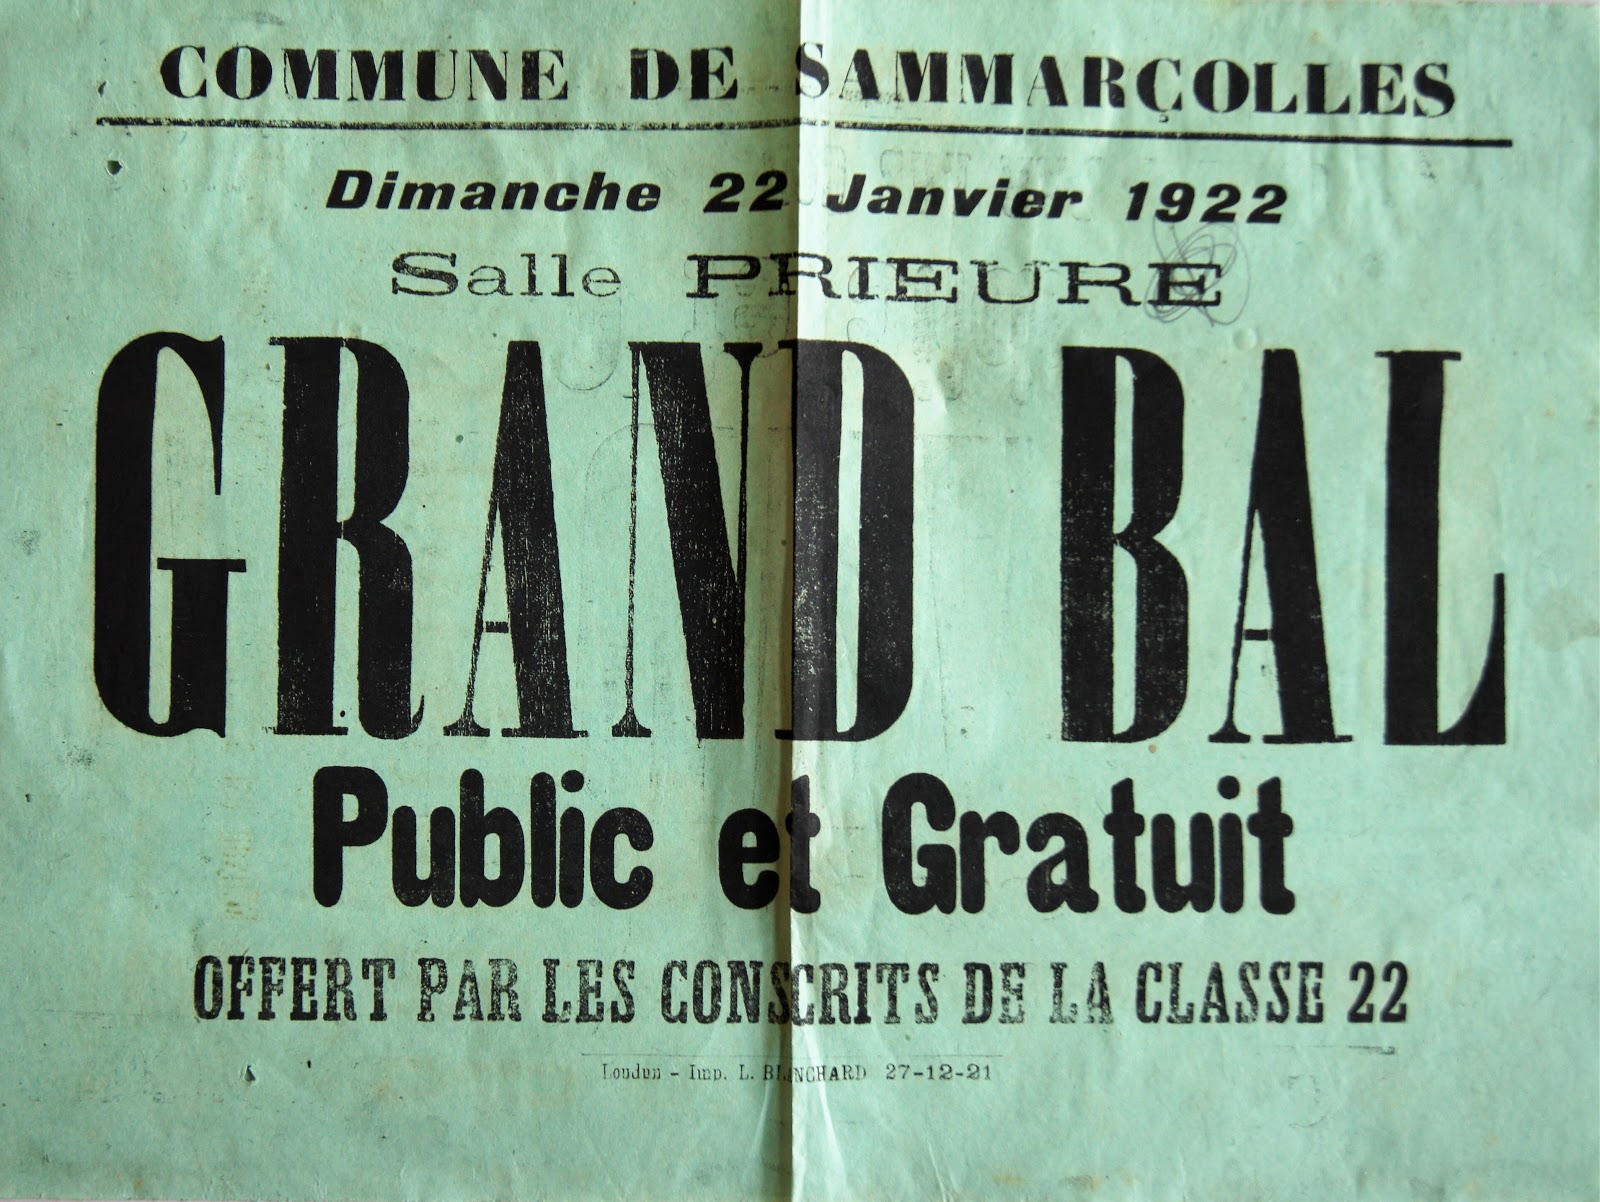 COMMUNE DE SAMMARÇOLLES
Dimanche 22 Janvier 1922
Salle PRIEURE
GRAND BAL
Public et Gratuit
OFFERT PAR LES CONSCRITS DE LA CLASSE 22
Loudun - Imp. L. BLANCHARD 27-12-21